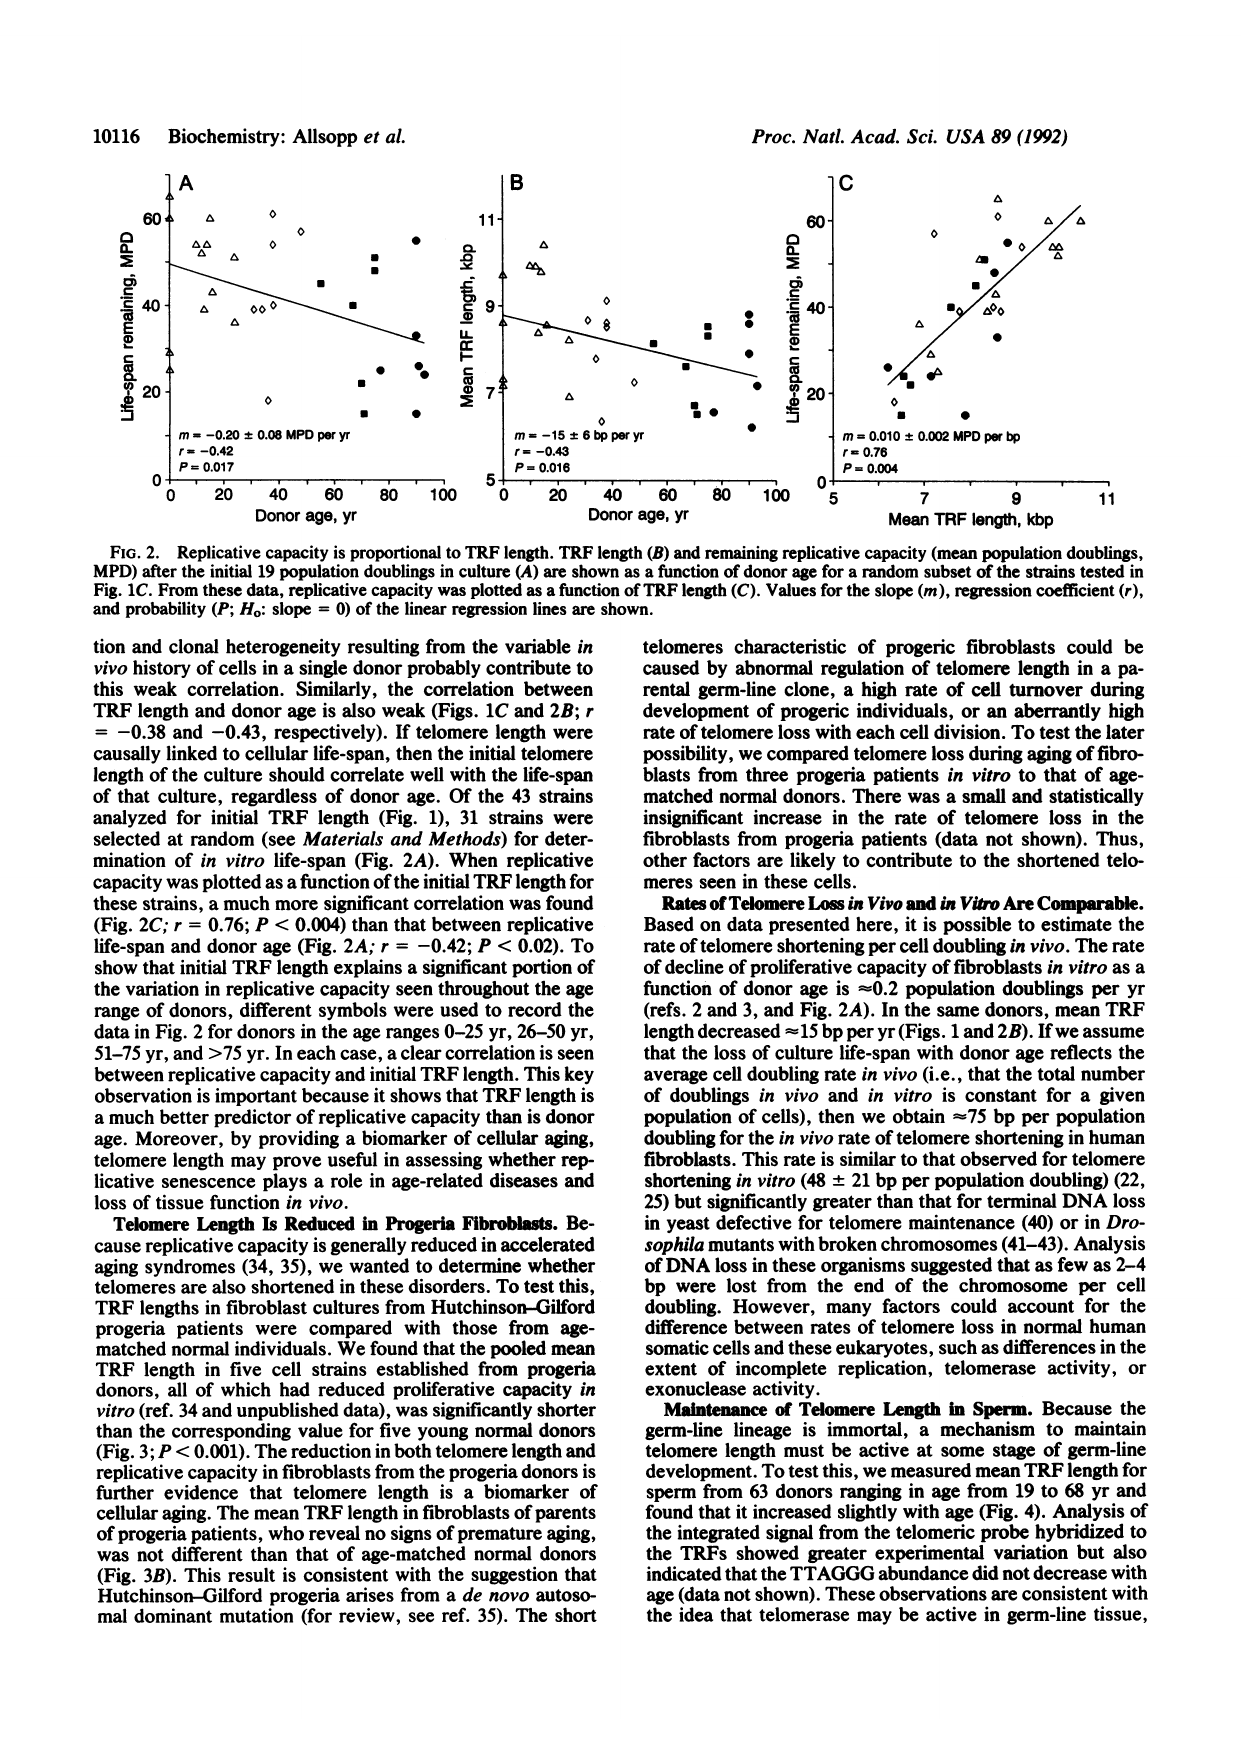 10116 Biochemistry: Allsopp et al.
Proc. Natl. Acad. Sci. USA 89 (1992)
A
Life-span remaining, MPD
60
40
20
0
m = −0.20 ± 0.08 MPD per yr
r = −0.42
P = 0.017
0 20 40 60 80 100
Donor age, yr
B
Mean TRF length, kbp
11
9
7
5
m = −15 ± 6 bp per yr
r = −0.43
P = 0.016
0 20 40 60 80 100
Donor age, yr
C
Life-span remaining, MPD
60
40
20
0
m = 0.010 ± 0.002 MPD per bp
r = 0.76
P = 0.004
5 7 9 11
Mean TRF length, kbp
FIG. 2. Replicative capacity is proportional to TRF length. TRF length (B) and remaining replicative capacity (mean population doublings,
MPD) after the initial 19 population doublings in culture (A) are shown as a function of donor age for a random subset of the strains tested in
Fig. 1C. From these data, replicative capacity was plotted as a function of TRF length (C). Values for the slope (m), regression coefficient (r),
and probability (P; Ho: slope = 0) of the linear regression lines are shown.
tion and clonal heterogeneity resulting from the variable in
vivo history of cells in a single donor probably contribute to
this weak correlation. Similarly, the correlation between
TRF length and donor age is also weak (Figs. 1C and 2B; r
= −0.38 and −0.43, respectively). If telomere length were
causally linked to cellular life-span, then the initial telomere
length of the culture should correlate well with the life-span
of that culture, regardless of donor age. Of the 43 strains
analyzed for initial TRF length (Fig. 1), 31 strains were
selected at random (see Materials and Methods) for deter-
mination of in vitro life-span (Fig. 2A). When replicative
capacity was plotted as a function of the initial TRF length for
these strains, a much more significant correlation was found
(Fig. 2C; r = 0.76; P < 0.004) than that between replicative
life-span and donor age (Fig. 2A; r = −0.42; P < 0.02). To
show that initial TRF length explains a significant portion of
the variation in replicative capacity seen throughout the age
range of donors, different symbols were used to record the
data in Fig. 2 for donors in the age ranges 0–25 yr, 26–50 yr,
51–75 yr, and >75 yr. In each case, a clear correlation is seen
between replicative capacity and initial TRF length. This key
observation is important because it shows that TRF length is
a much better predictor of replicative capacity than is donor
age. Moreover, by providing a biomarker of cellular aging,
telomere length may prove useful in assessing whether rep-
licative senescence plays a role in age-related diseases and
loss of tissue function in vivo.
Telomere Length Is Reduced in Progeria Fibroblasts. Be-
cause replicative capacity is generally reduced in accelerated
aging syndromes (34, 35), we wanted to determine whether
telomeres are also shortened in these disorders. To test this,
TRF lengths in fibroblast cultures from Hutchinson–Gilford
progeria patients were compared with those from age-
matched normal individuals. We found that the pooled mean
TRF length in five cell strains established from progeria
donors, all of which had reduced proliferative capacity in
vitro (ref. 34 and unpublished data), was significantly shorter
than the corresponding value for five young normal donors
(Fig. 3; P < 0.001). The reduction in both telomere length and
replicative capacity in fibroblasts from the progeria donors is
further evidence that telomere length is a biomarker of
cellular aging. The mean TRF length in fibroblasts of parents
of progeria patients, who reveal no signs of premature aging,
was not different than that of age-matched normal donors
(Fig. 3B). This result is consistent with the suggestion that
Hutchinson–Gilford progeria arises from a de novo autoso-
mal dominant mutation (for review, see ref. 35). The short
telomeres characteristic of progeric fibroblasts could be
caused by abnormal regulation of telomere length in a pa-
rental germ-line clone, a high rate of cell turnover during
development of progeric individuals, or an aberrantly high
rate of telomere loss with each cell division. To test the later
possibility, we compared telomere loss during aging of fibro-
blasts from three progeria patients in vitro to that of age-
matched normal donors. There was a small and statistically
insignificant increase in the rate of telomere loss in the
fibroblasts from progeria patients (data not shown). Thus,
other factors are likely to contribute to the shortened telo-
meres seen in these cells.
Rates of Telomere Loss in Vivo and in Vitro Are Comparable.
Based on data presented here, it is possible to estimate the
rate of telomere shortening per cell doubling in vivo. The rate
of decline of proliferative capacity of fibroblasts in vitro as a
function of donor age is ≈0.2 population doublings per yr
(refs. 2 and 3, and Fig. 2A). In the same donors, mean TRF
length decreased ≈15 bp per yr (Figs. 1 and 2B). If we assume
that the loss of culture life-span with donor age reflects the
average cell doubling rate in vivo (i.e., that the total number
of doublings in vivo and in vitro is constant for a given
population of cells), then we obtain ≈75 bp per population
doubling for the in vivo rate of telomere shortening in human
fibroblasts. This rate is similar to that observed for telomere
shortening in vitro (48 ± 21 bp per population doubling) (22,
25) but significantly greater than that for terminal DNA loss
in yeast defective for telomere maintenance (40) or in Dro-
sophila mutants with broken chromosomes (41–43). Analysis
of DNA loss in these organisms suggested that as few as 2–4
bp were lost from the end of the chromosome per cell
doubling. However, many factors could account for the
difference between rates of telomere loss in normal human
somatic cells and these eukaryotes, such as differences in the
extent of incomplete replication, telomerase activity, or
exonuclease activity.
Maintenance of Telomere Length in Sperm. Because the
germ-line lineage is immortal, a mechanism to maintain
telomere length must be active at some stage of germ-line
development. To test this, we measured mean TRF length for
sperm from 63 donors ranging in age from 19 to 68 yr and
found that it increased slightly with age (Fig. 4). Analysis of
the integrated signal from the telomeric probe hybridized to
the TRFs showed greater experimental variation but also
indicated that the TTAGGG abundance did not decrease with
age (data not shown). These observations are consistent with
the idea that telomerase may be active in germ-line tissue,